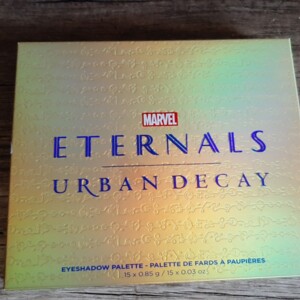 MARVEL
ETERNALS
URBAN DECAY
EYESHADOW PALETTE - PALETTE DE FARDS À PAUPIÈRES
15 x 0.85 g / 15 x 0.03 oz